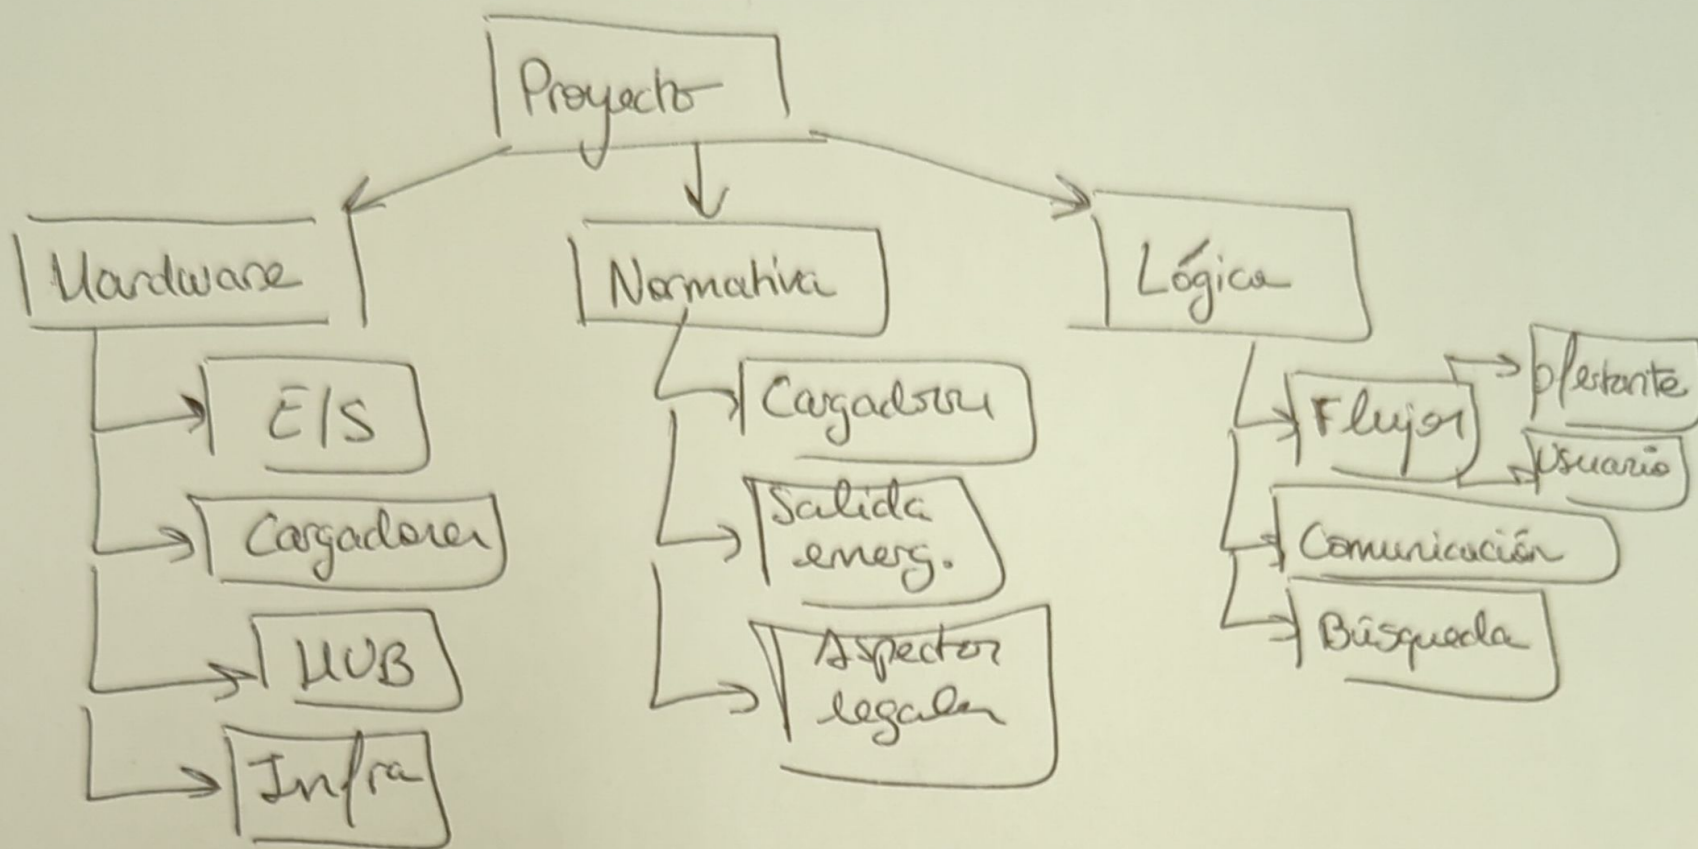 Proyecto
Hardware
E/S
Cargadores
HUB
Infra
Normativa
Cargadores
Salida
emerg.
Aspectos
legales
Lógica
Flujos
Usuario
Comunicación
Búsqueda